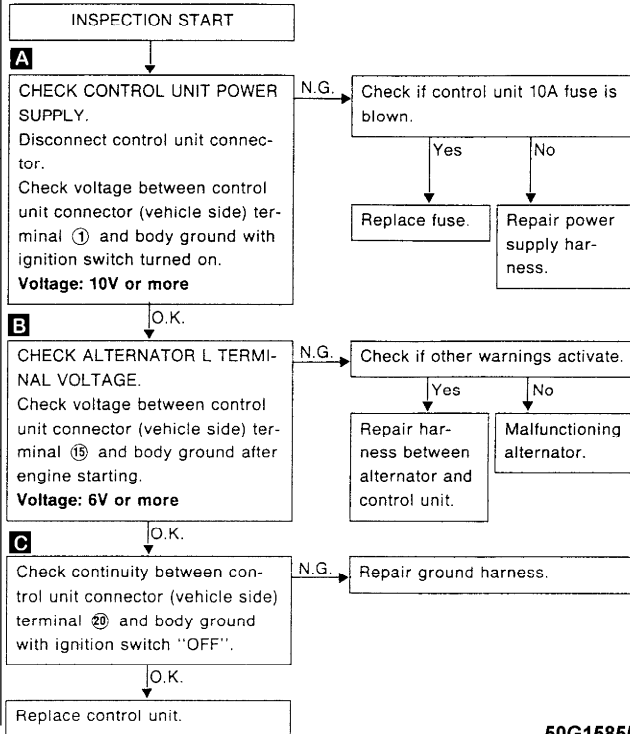 INSPECTION START
A
CHECK CONTROL UNIT POWER
SUPPLY.
Disconnect control unit connec-
tor.
Check voltage between control
unit connector (vehicle side) ter-
minal ① and body ground with
ignition switch turned on.
Voltage: 10V or more
N.G.
Check if control unit 10A fuse is
blown.
Yes
No
Replace fuse.
Repair power
supply har-
ness.
O.K.
B
CHECK ALTERNATOR L TERMI-
NAL VOLTAGE.
Check voltage between control
unit connector (vehicle side) ter-
minal ⑮ and body ground after
engine starting.
Voltage: 6V or more
N.G.
Check if other warnings activate.
Yes
No
Repair har-
ness between
alternator and
control unit.
Malfunctioning
alternator.
O.K.
C
Check continuity between con-
trol unit connector (vehicle side)
terminal ⑳ and body ground
with ignition switch "OFF".
N.G.
Repair ground harness.
O.K.
Replace control unit.